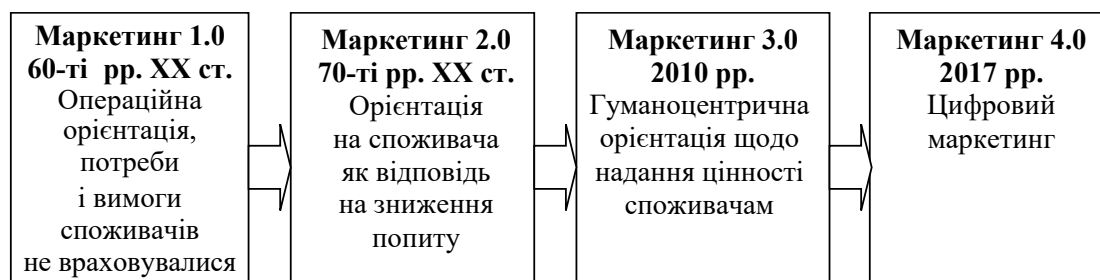 Маркетинг 1.0
60-ті рр. ХХ ст.
Операційна
орієнтація,
потреби
і вимоги
споживачів
не враховувалися
Маркетинг 2.0
70-ті рр. ХХ ст.
Орієнтація
на споживача
як відповідь
на зниження
попиту
Маркетинг 3.0
2010 рр.
Гуманоцентрична
орієнтація щодо
надання цінності
споживачам
Маркетинг 4.0
2017 рр.
Цифровий
маркетинг